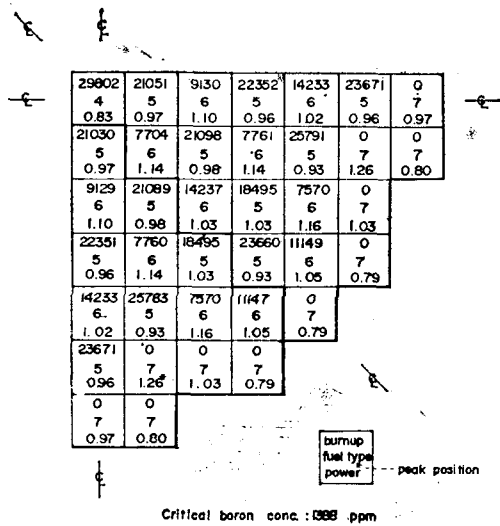 29802 21051 9130 22352 14233 23671 0
4 5 6 5 6 5 7
0.83 0.97 1.10 0.96 1.02 0.96 0.97
21030 7704 21098 7761 25791 0 0
5 6 5 6 5 7 7
0.97 1.14 0.98 1.14 0.93 1.26 0.80
9129 21089 14237 18495 7570 0
6 5 6 5 6 7
1.10 0.98 1.03 1.03 1.16 1.03
22351 7760 18495 23660 11149 0
5 6 5 5 6 7
0.96 1.14 1.03 0.93 1.05 0.79
14233 25783 7570 11147 0
6 5 6 6 7
1.02 0.93 1.16 1.05 0.79
23671 0 0 0
5 7 7 7
0.96 1.26* 1.03 0.79
0 0
7 7
0.97 0.80
burnup
fuel type
power* peak position
Critical boron conc. : ppm